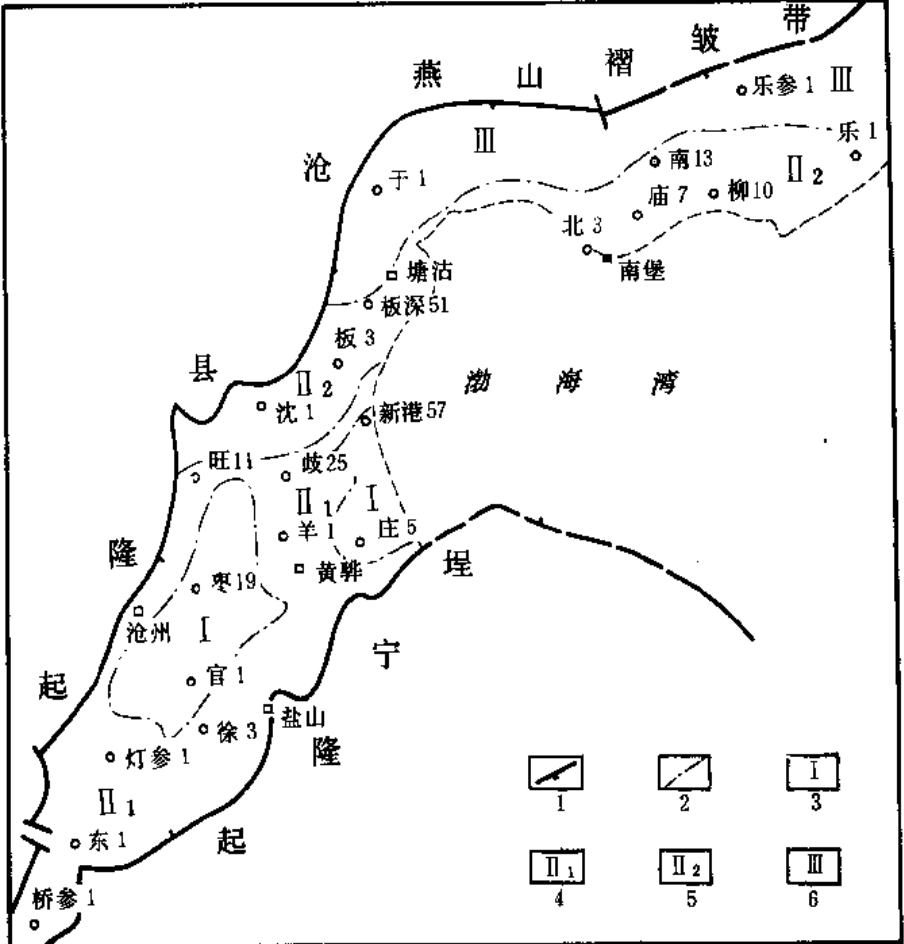 燕山褶皱带
乐参1
Ⅲ
乐1
Ⅲ
南13
Ⅱ2
沧
于1
庙7
柳10
北3
南堡
塘沽
板深51
板3
县
Ⅱ2
渤海湾
沈1
新港57
旺11
歧25
Ⅱ1
Ⅰ
羊1
庄5
隆
黄骅
埕
枣19
沧州
Ⅰ
宁
起
官1
盐山
徐3
隆
灯参1
Ⅱ1
起
东1
桥参1
Ⅰ
1
2
3
Ⅱ1
Ⅱ2
Ⅲ
4
5
6